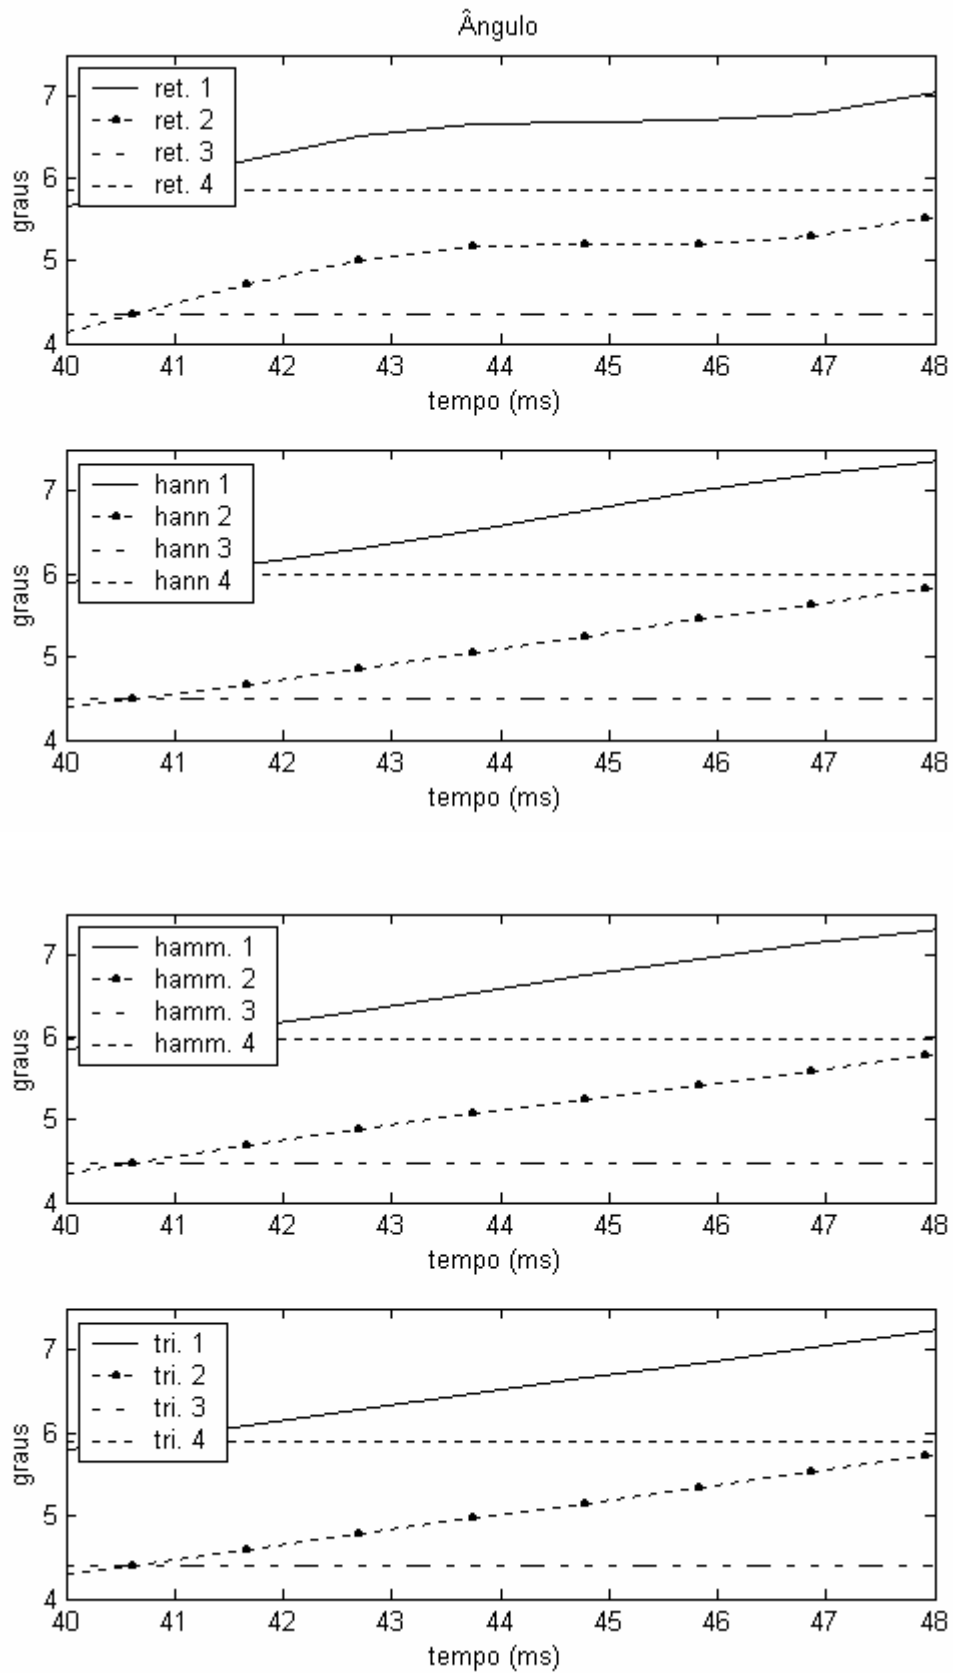 Ângulo
7
6
5
4
graus
ret. 1
ret. 2
ret. 3
ret. 4
40 41 42 43 44 45 46 47 48
tempo (ms)
7
6
5
4
graus
hann 1
hann 2
hann 3
hann 4
40 41 42 43 44 45 46 47 48
tempo (ms)
7
6
5
4
graus
hamm. 1
hamm. 2
hamm. 3
hamm. 4
40 41 42 43 44 45 46 47 48
tempo (ms)
7
6
5
4
graus
tri. 1
tri. 2
tri. 3
tri. 4
40 41 42 43 44 45 46 47 48
tempo (ms)